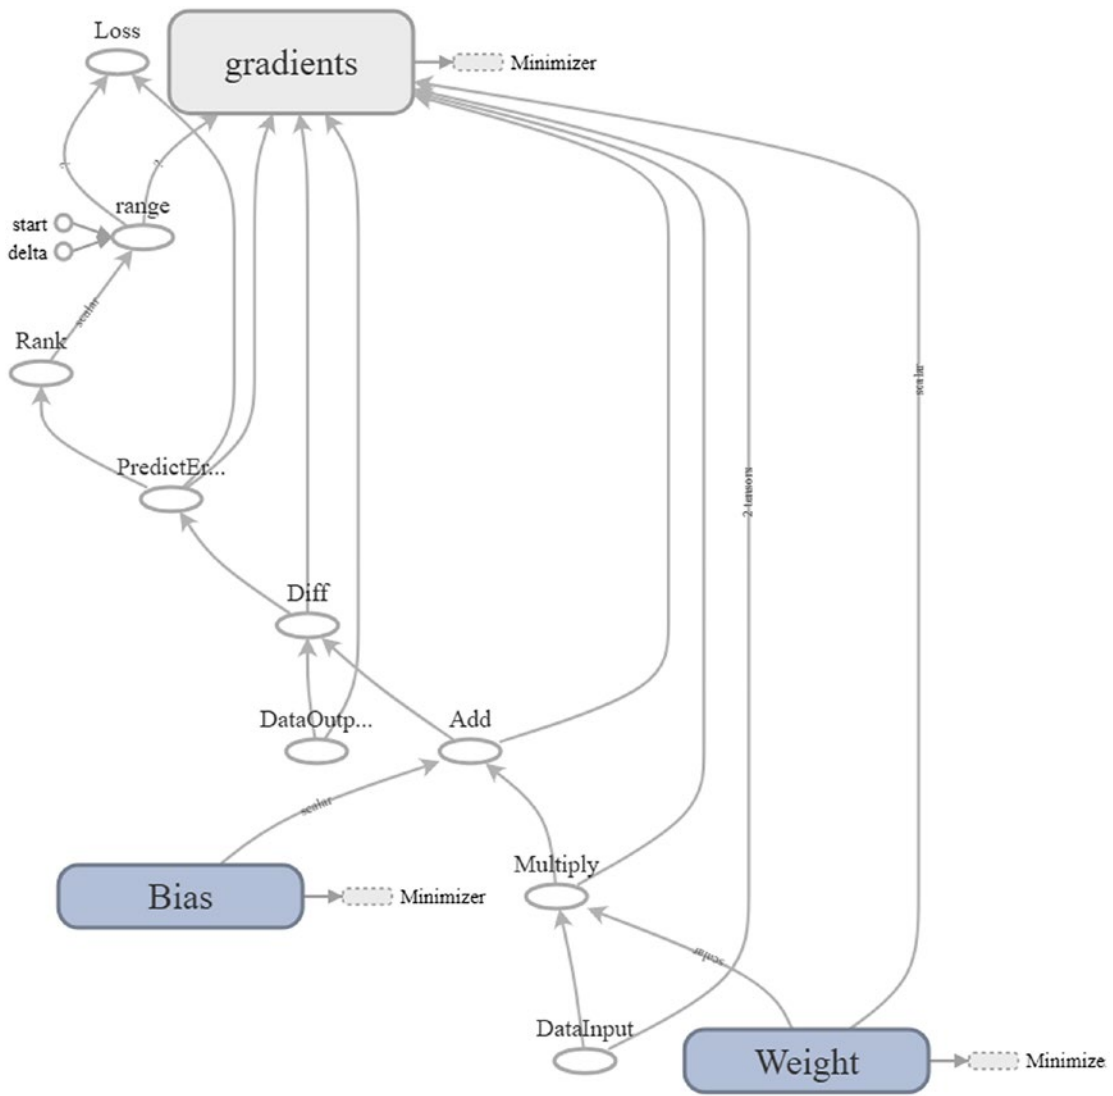 Loss
gradients
Minimizer
range
start
delta
scalar
Rank
scalar
PredictEr...
2 tensors
Diff
DataOutp...
Add
scalar
Multiply
Bias
Minimizer
scalar
DataInput
Weight
Minimize